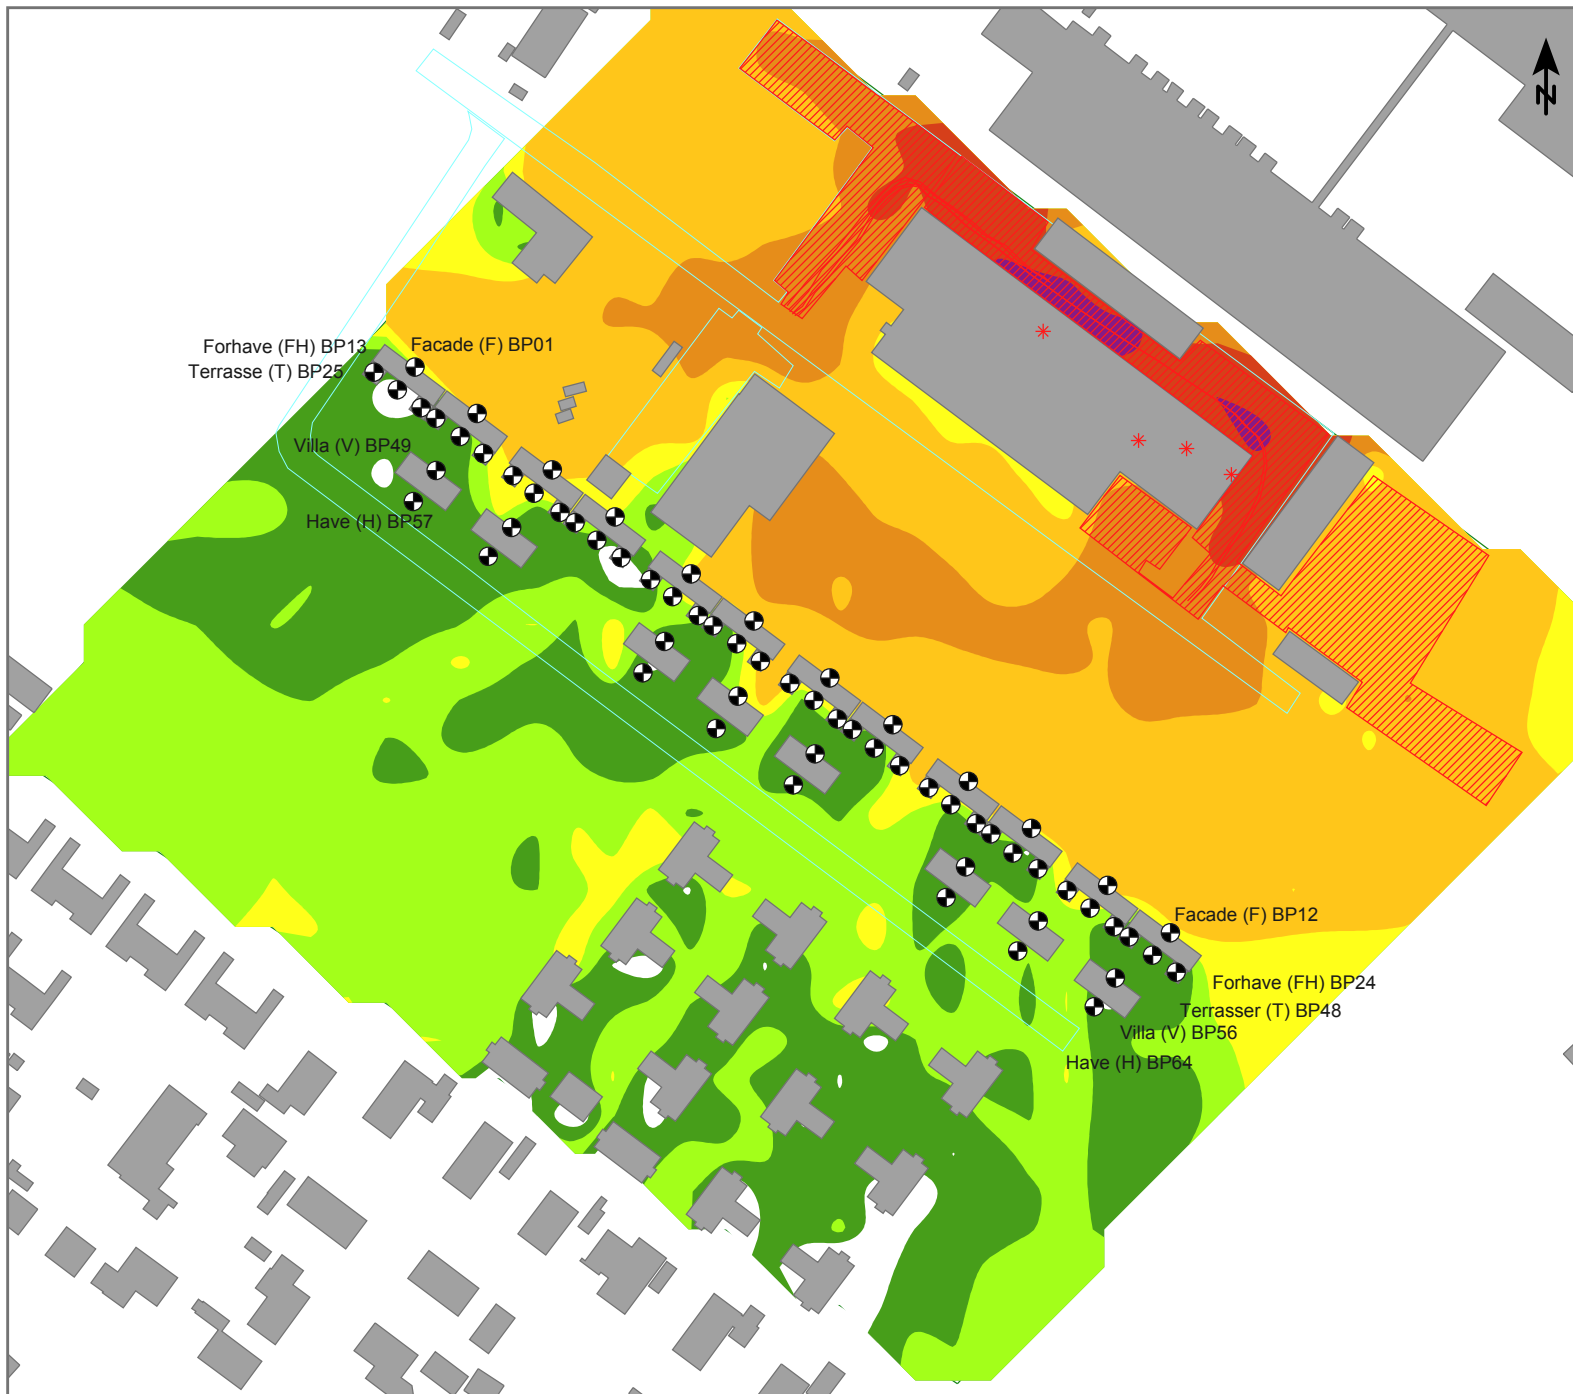 N
Forhave (FH) BP13
Facade (F) BP01
Terrasse (T) BP25
Villa (V) BP49
Have (H) BP57
Facade (F) BP12
Forhave (FH) BP24
Terrasser (T) BP48
Villa (V) BP56
Have (H) BP64